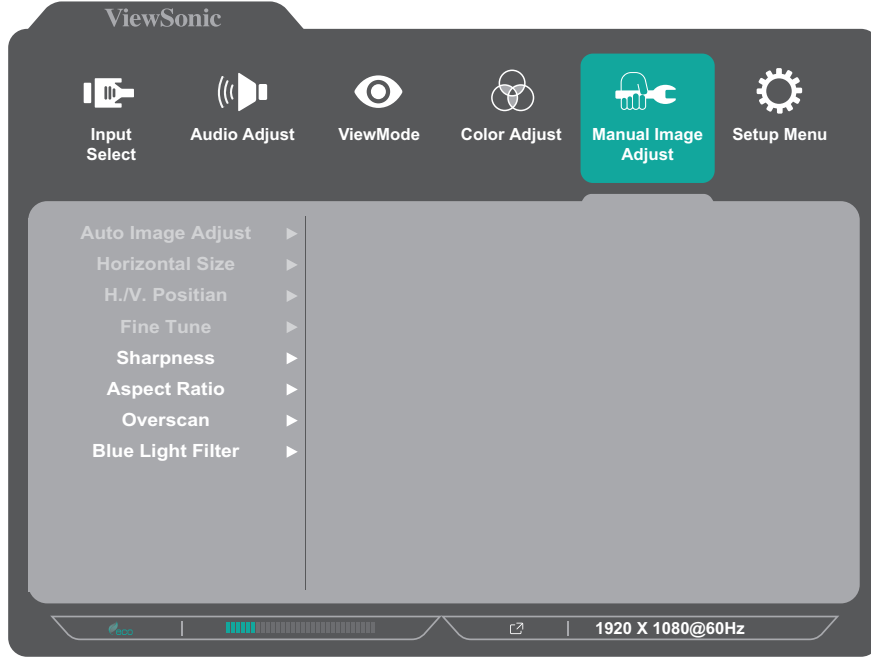 ViewSonic
Input Select
Audio Adjust
ViewMode
Color Adjust
Manual Image Adjust
Setup Menu
Auto Image Adjust
Horizontal Size
H./V. Positian
Fine Tune
Sharpness
Aspect Ratio
Overscan
Blue Light Filter
eco
1920 X 1080@60Hz